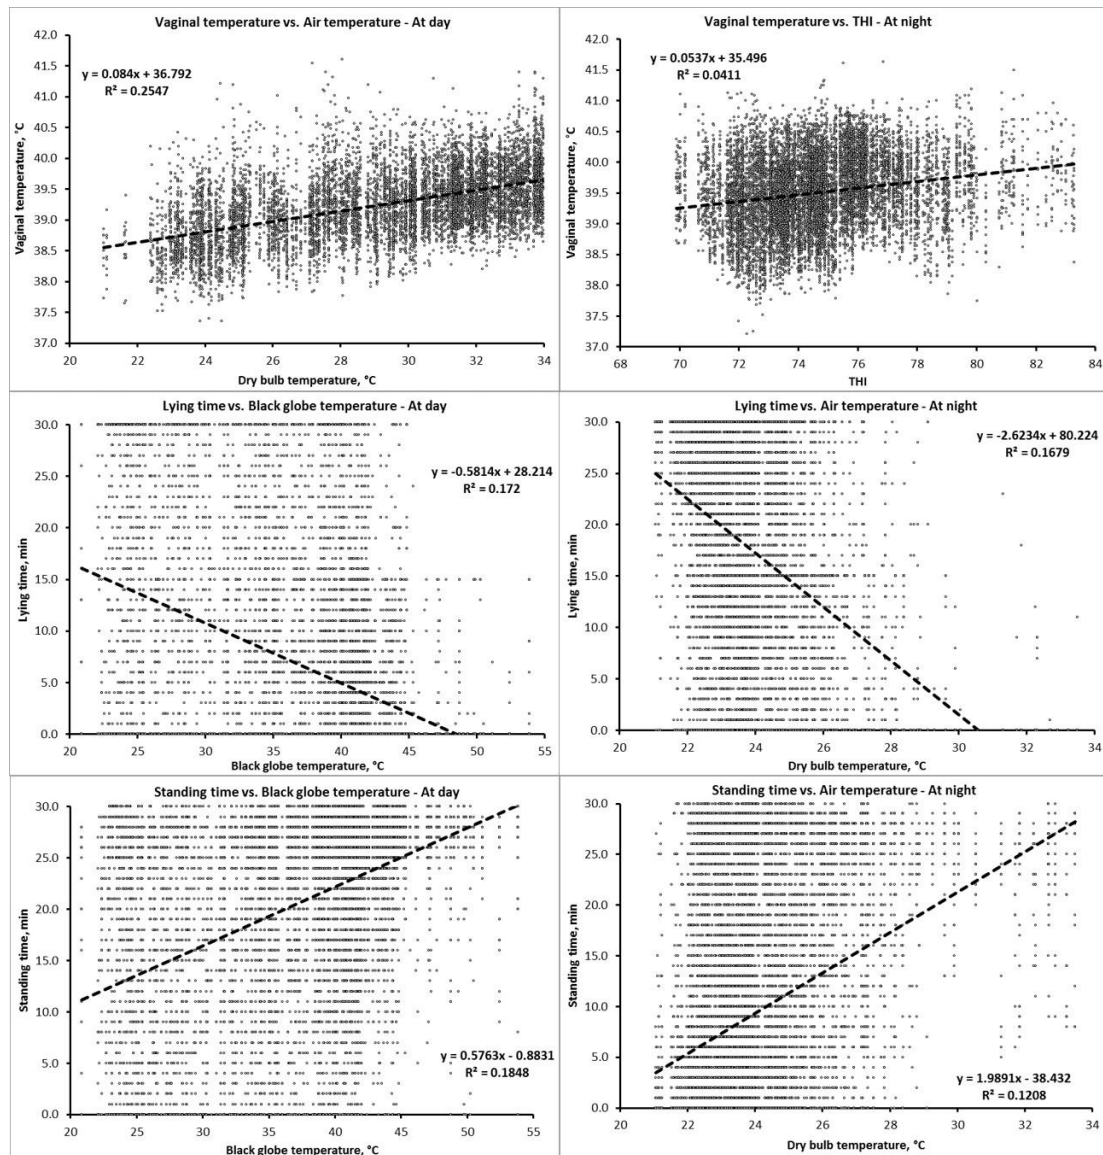 Vaginal temperature vs. Air temperature - At day
42.0
41.5
41.0
40.5
40.0
39.5
39.0
38.5
38.0
37.5
37.0
y = 0.084x + 36.792
R² = 0.2547
Vaginal temperature, °C
20 22 24 26 28 30 32 34
Dry bulb temperature, °C
Vaginal temperature vs. THI - At night
42.0
41.5
41.0
40.5
40.0
39.5
39.0
38.5
38.0
37.5
37.0
y = 0.0537x + 35.496
R² = 0.0411
Vaginal temperature, °C
68 70 72 74 76 78 80 82 84
THI
Lying time vs. Black globe temperature - At day
30.0
25.0
20.0
15.0
10.0
5.0
0.0
y = -0.5814x + 28.214
R² = 0.172
Lying time, min
20 25 30 35 40 45 50 55
Black globe temperature, °C
Lying time vs. Air temperature - At night
30.0
25.0
20.0
15.0
10.0
5.0
0.0
y = -2.6234x + 80.224
R² = 0.1679
Lying time, min
20 22 24 26 28 30 32 34
Dry bulb temperature, °C
Standing time vs. Black globe temperature - At day
30.0
25.0
20.0
15.0
10.0
5.0
0.0
Standing time, min
y = 0.5763x - 0.8831
R² = 0.1848
20 25 30 35 40 45 50 55
Black globe temperature, °C
Standing time vs. Air temperature - At night
30.0
25.0
20.0
15.0
10.0
5.0
0.0
Standing time, min
y = 1.9891x - 38.432
R² = 0.1208
20 22 24 26 28 30 32 34
Dry bulb temperature, °C